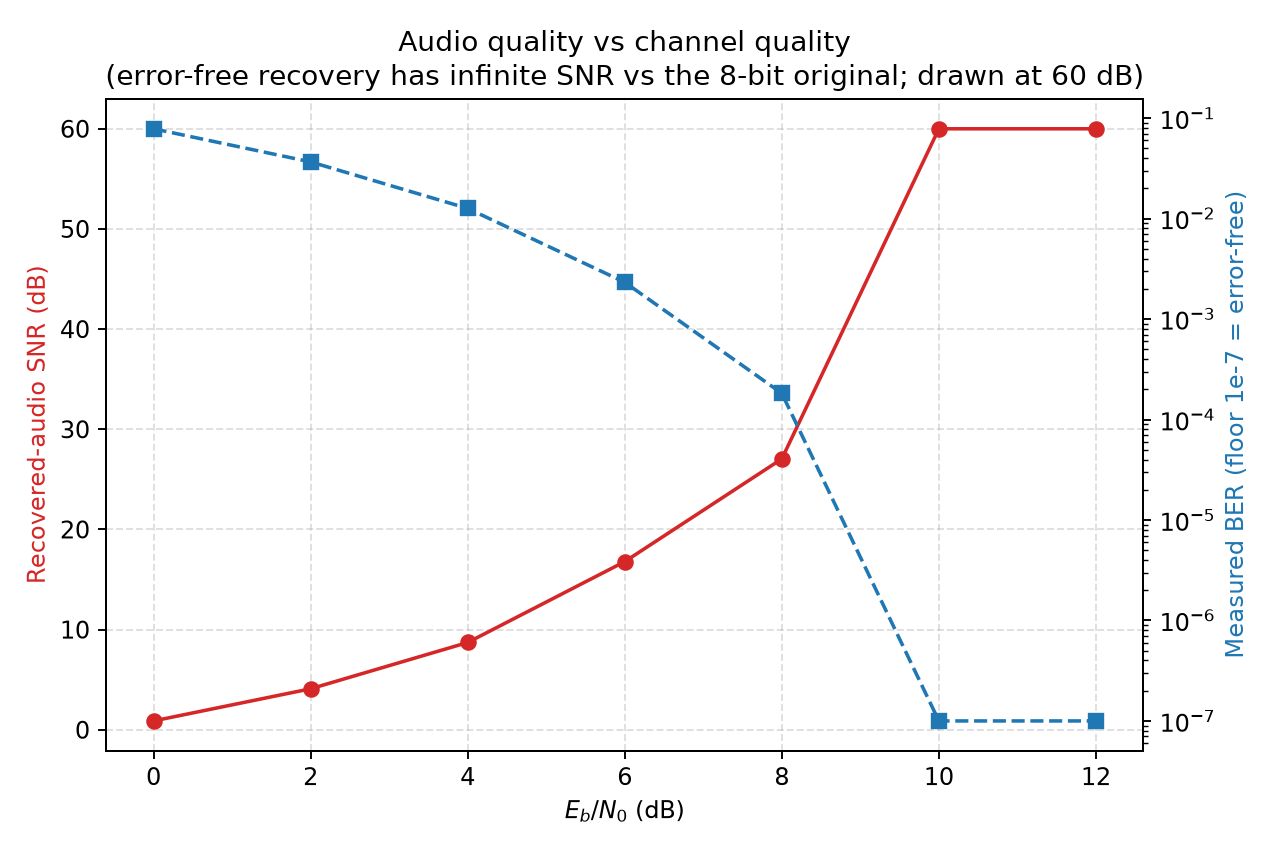 Audio quality vs channel quality
(error-free recovery has infinite SNR vs the 8-bit original; drawn at 60 dB)
Recovered-audio SNR (dB)
60
50
40
30
20
10
0
10⁻¹
10⁻²
10⁻³
10⁻⁴
10⁻⁵
10⁻⁶
10⁻⁷
Measured BER (floor 1e-7 = error-free)
0 2 4 6 8 10 12
E_b/N_0 (dB)